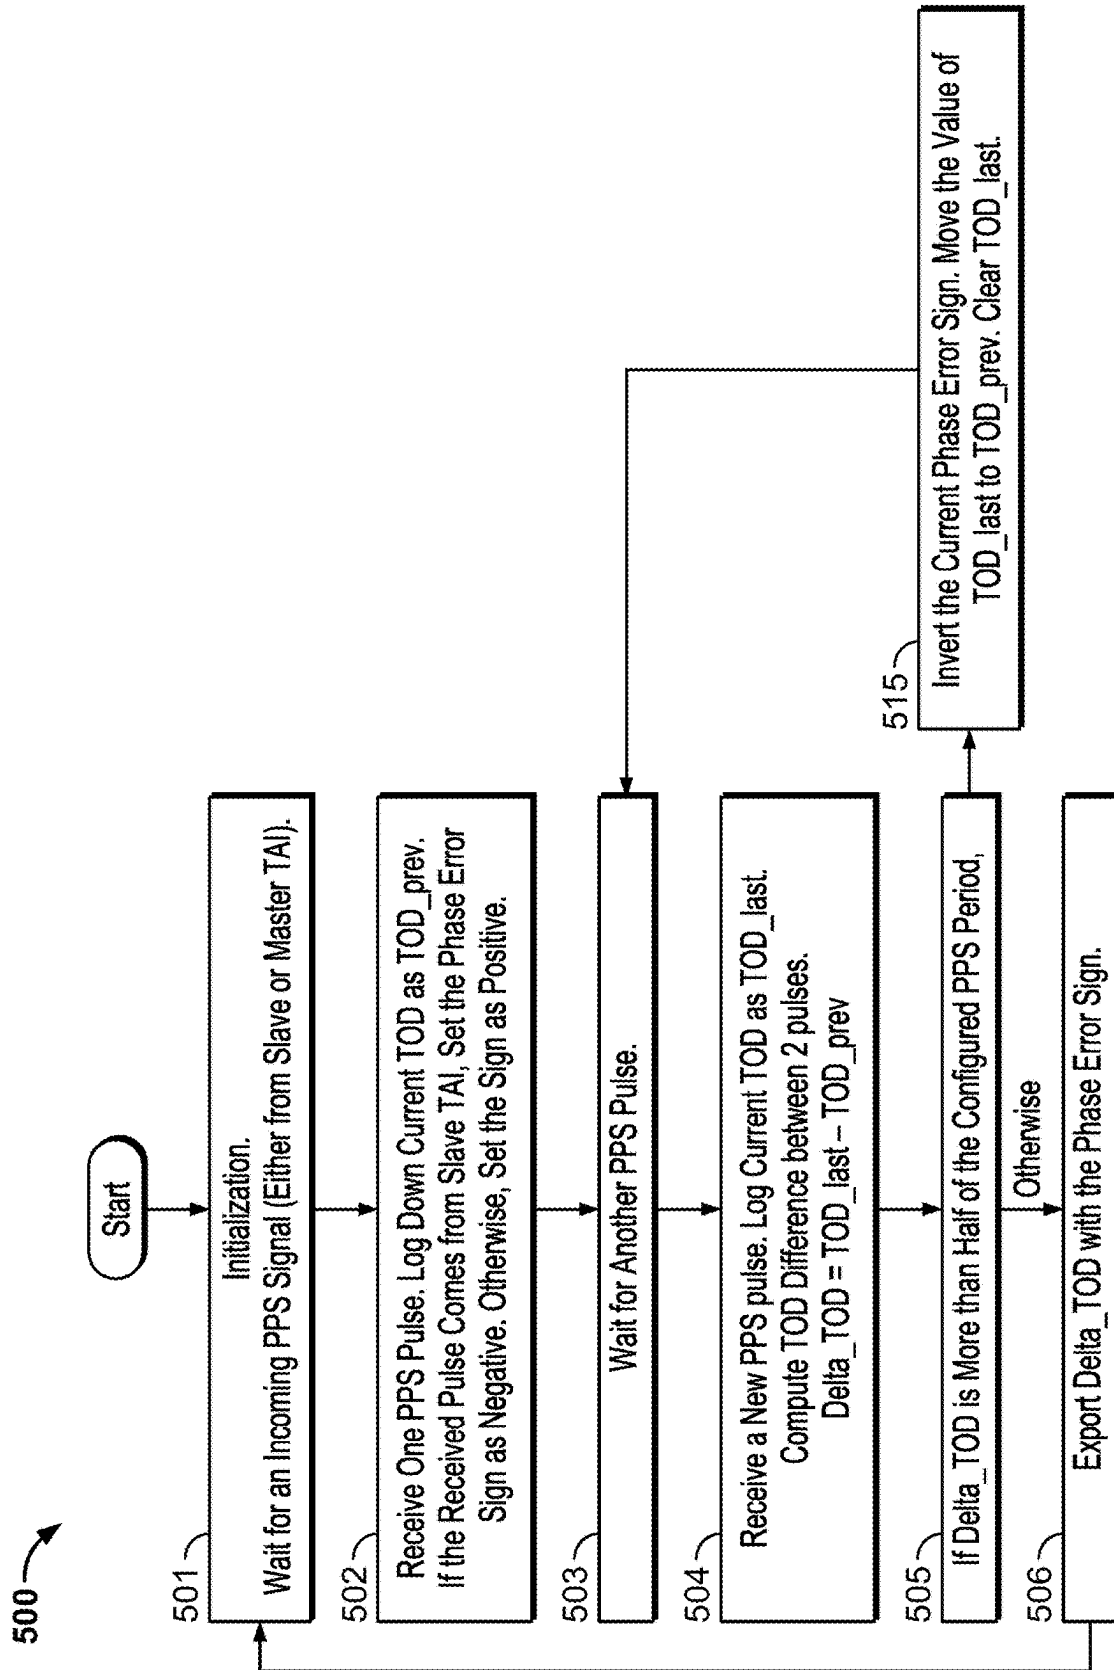 500
Start
501
Initialization.
Wait for an Incoming PPS Signal (Either from Slave or Master TAI).
502
Receive One PPS Pulse. Log Down Current TOD as TOD_prev.
If the Received Pulse Comes from Slave TAI, Set the Phase Error
Sign as Negative. Otherwise, Set the Sign as Positive.
503
Wait for Another PPS Pulse.
504
Receive a New PPS pulse. Log Current TOD as TOD_last.
Compute TOD Difference between 2 pulses.
Delta_TOD = TOD_last – TOD_prev
505
If Delta_TOD is More than Half of the Configured PPS Period,
515
Invert the Current Phase Error Sign. Move the Value of
TOD_last to TOD_prev. Clear TOD_last.
Otherwise
506
Export Delta_TOD with the Phase Error Sign.